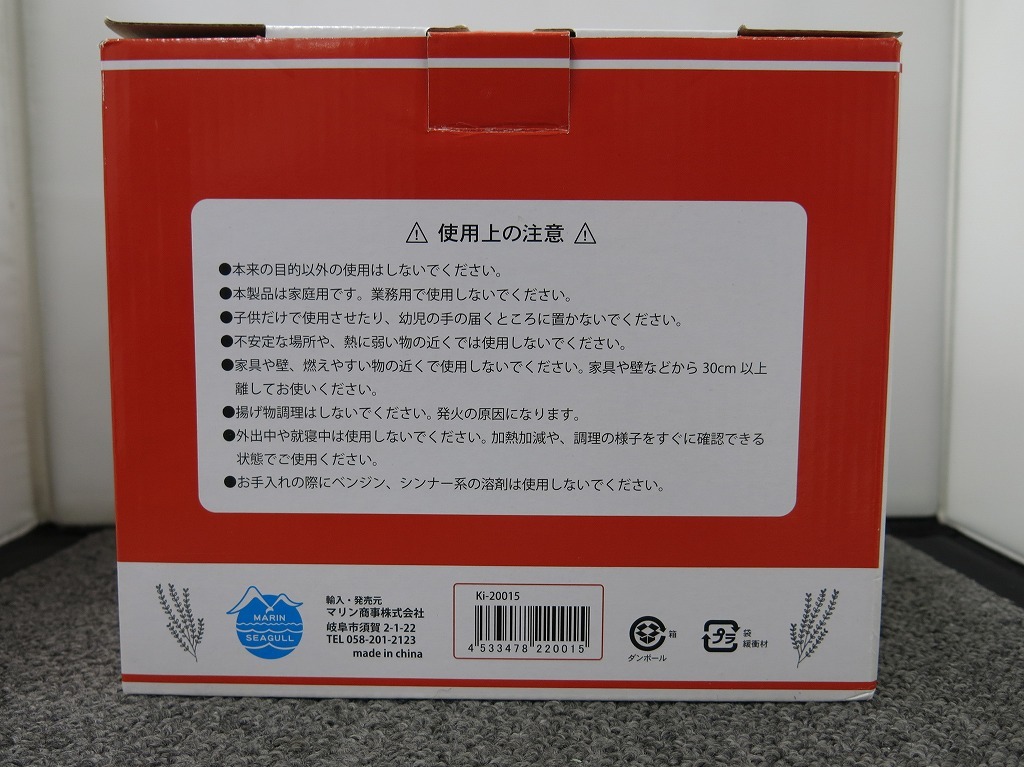 使用上の注意
●本来の目的以外の使用はしないでください。
●本製品は家庭用です。業務用で使用しないでください。
●子供だけで使用させたり、幼児の手の届くところに置かないでください。
●不安定な場所や、熱に弱い物の近くでは使用しないでください。
●家具や壁、燃えやすい物の近くで使用しないでください。家具や壁などから 30cm 以上
離してお使いください。
●揚げ物調理はしないでください。発火の原因になります。
●外出中や就寝中は使用しないでください。加熱加減や、調理の様子をすぐに確認できる
状態でご使用ください。
●お手入れの際にベンジン、シンナー系の溶剤は使用しないでください。
MARIN
SEAGULL
輸入・発売元
マリン商事株式会社
岐阜市須賀 2-1-22
TEL 058-201-2123
made in china
Ki-20015
4 533478 220015
箱
ダンボール
プラ
袋
緩衝材